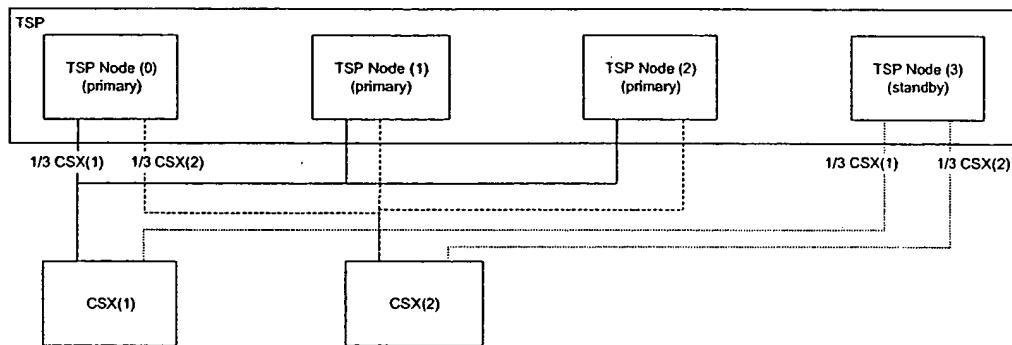 TSP
TSP Node (0)
(primary)
TSP Node (1)
(primary)
TSP Node (2)
(primary)
TSP Node (3)
(standby)
1/3 CSX(1)
1/3 CSX(2)
1/3 CSX(1)
1/3 CSX(2)
CSX(1)
CSX(2)